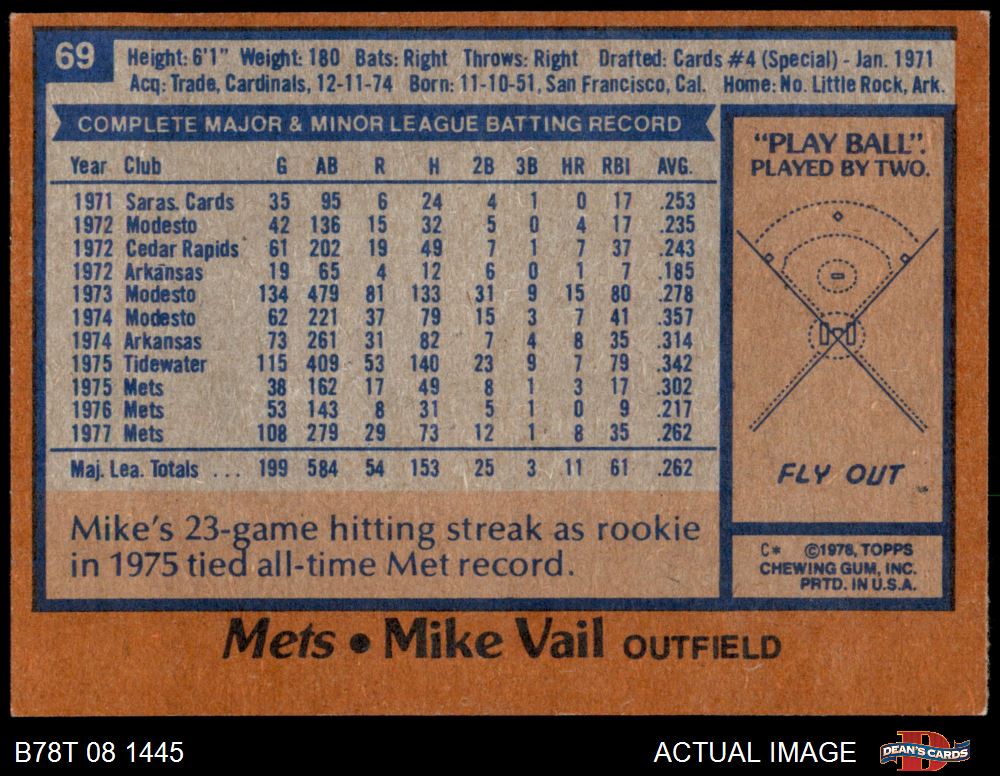 69
Height: 6'1" Weight: 180 Bats: Right Throws: Right Drafted: Cards #4 (Special) - Jan. 1971
Acq: Trade, Cardinals, 12-11-74 Born: 11-10-51, San Francisco, Cal. Home: No. Little Rock, Ark.
COMPLETE MAJOR & MINOR LEAGUE BATTING RECORD
Year Club G AB R H 2B 3B HR RBI AVG.
1971 Saras. Cards 35 95 6 24 4 1 0 17 .253
1972 Modesto 42 136 15 32 5 0 4 17 .235
1972 Cedar Rapids 61 202 19 49 7 1 7 37 .243
1972 Arkansas 19 65 4 12 6 0 1 7 .185
1973 Modesto 134 479 81 133 31 9 15 80 .278
1974 Modesto 62 221 37 79 15 3 7 41 .357
1974 Arkansas 73 261 31 82 7 4 8 35 .314
1975 Tidewater 115 409 53 140 23 9 7 79 .342
1975 Mets 38 162 17 49 8 1 3 17 .302
1976 Mets 53 143 8 31 5 1 0 9 .217
1977 Mets 108 279 29 73 12 1 8 35 .262
Maj. Lea. Totals ... 199 584 54 153 25 3 11 61 .262
Mike's 23-game hitting streak as rookie
in 1975 tied all-time Met record.
"PLAY BALL".
PLAYED BY TWO.
FLY OUT
C* ©1978, TOPPS
CHEWING GUM, INC.
PRTD. IN U.S.A.
Mets • Mike Vail OUTFIELD
B78T 08 1445
ACTUAL IMAGE
D
DEAN'S CARDS